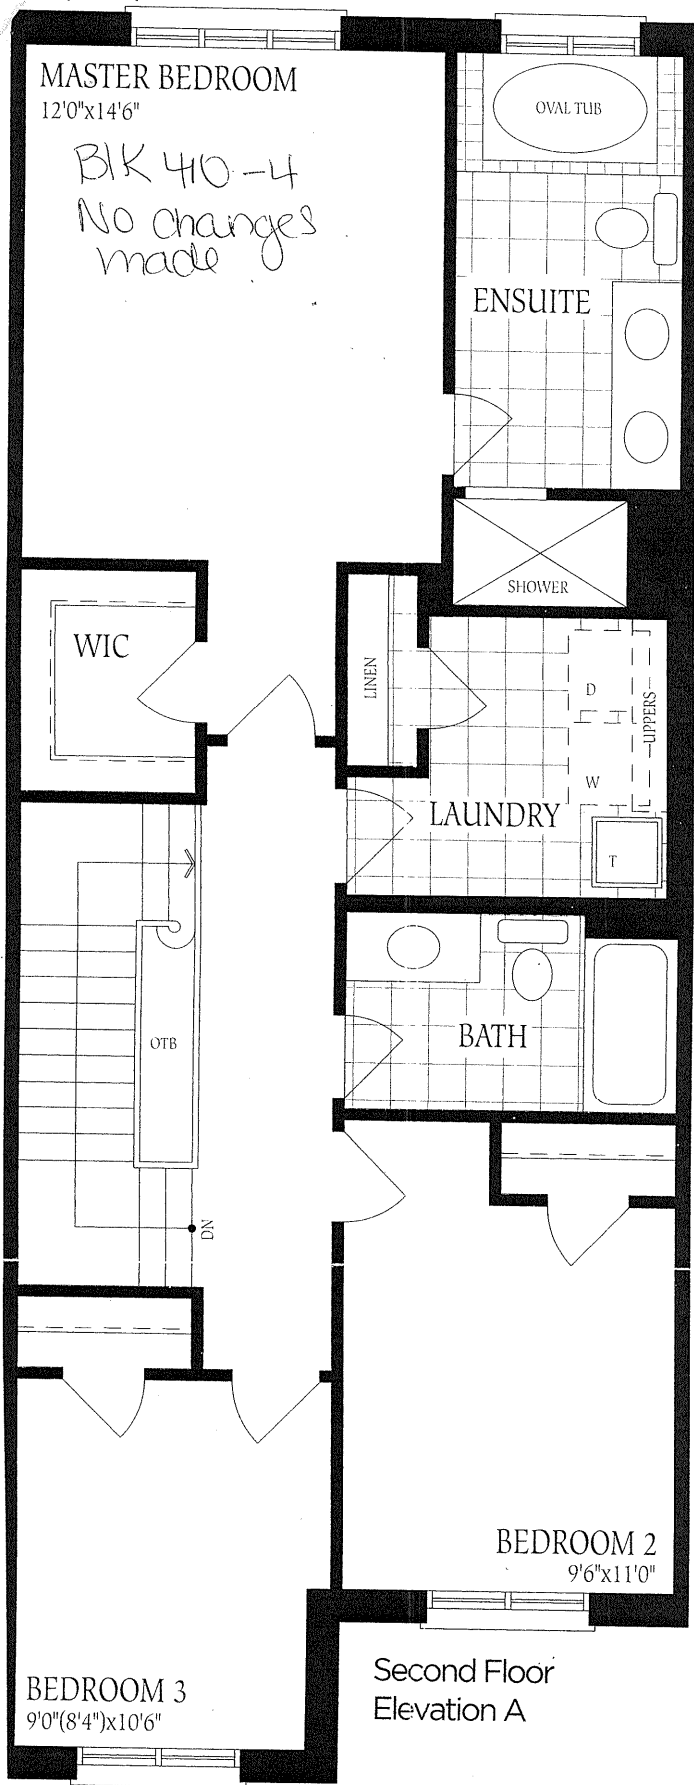 MASTER BEDROOM
12'0"x14'6"
Blk 410-4
No changes
made
OVAL TUB
ENSUITE
SHOWER
WIC
LINEN
D
UPPERS
W
LAUNDRY
T
OTB
BATH
DN
BEDROOM 2
9'6"x11'0"
BEDROOM 3
9'0"(8'4")x10'6"
Second Floor
Elevation A